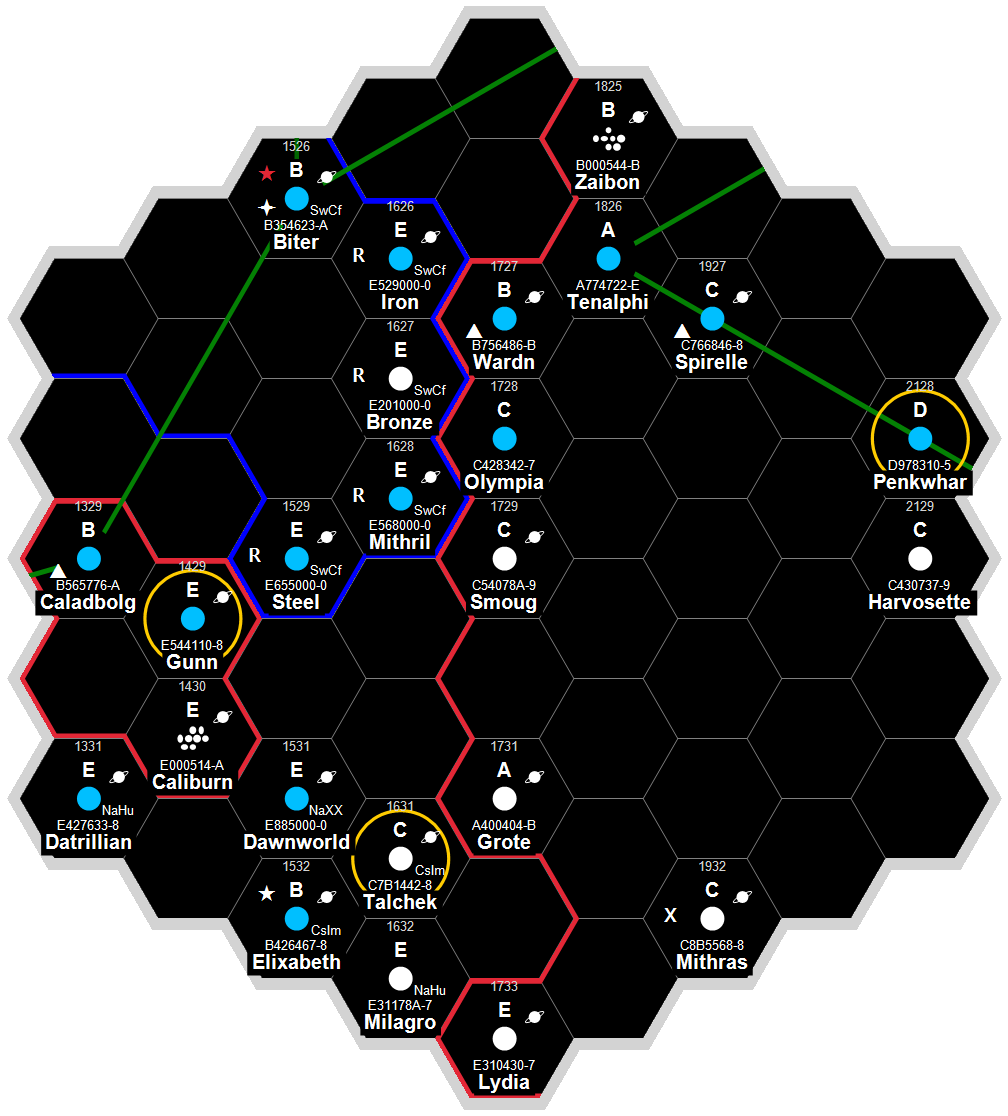 1825
B
B000544-B
Zaibon
1526
B
SwCf
B354623-A
Biter
1626
E
R
SwCf
E529000-0
Iron
1826
A
A774722-E
Tenalphi
1727
B
B756486-B
Wardn
1927
C
C766846-8
Spirelle
1627
E
R
SwCf
E201000-0
Bronze
1728
C
C428342-7
Olympia
2128
D
D978310-5
Penkwhar
1628
E
R
SwCf
E568000-0
Mithril
1329
B
B565776-A
Caladbolg
1529
E
R
SwCf
E655000-0
Steel
1729
C
C54078A-9
Smoug
2129
C
C430737-9
Harvosette
1429
E
E544110-8
Gunn
1430
E
E000514-A
Caliburn
1331
E
NaHu
E427633-8
Datrillian
1531
E
NaXX
E885000-0
Dawnworld
1731
A
A400404-B
Grote
1631
C
CsIm
C7B1442-8
Talchek
1532
B
CsIm
B426467-8
Elixabeth
1932
C
X
C8B5568-8
Mithras
1632
E
NaHu
E31178A-7
Milagro
1733
E
E310430-7
Lydia